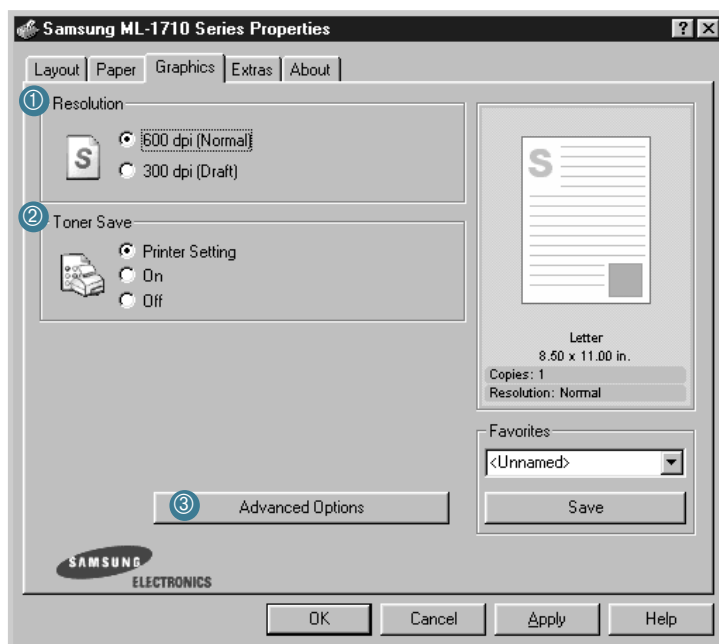 Samsung ML-1710 Series Properties
Layout Paper Graphics Extras About
① Resolution
S
600 dpi (Normal)
300 dpi (Draft)
② Toner Save
Printer Setting
On
Off
③ Advanced Options
S
Letter
8.50 x 11.00 in.
Copies: 1
Resolution: Normal
Favorites
<Unnamed>
Save
SAMSUNG
ELECTRONICS
OK Cancel Apply Help